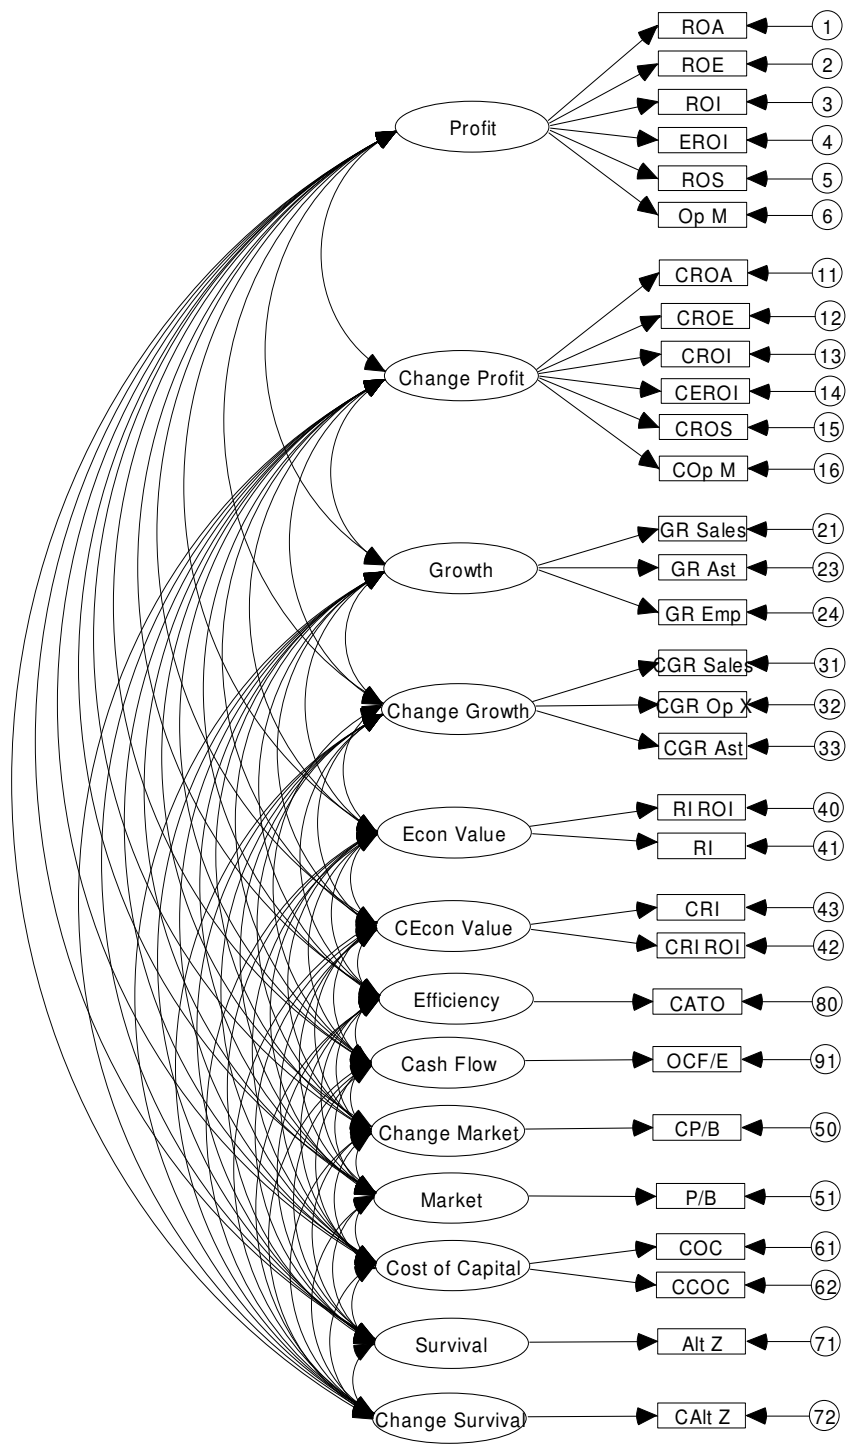 ROA 1
ROE 2
ROI 3
Profit
EROI 4
ROS 5
Op M 6
CROA 11
CROE 12
CROI 13
Change Profit
CEROI 14
CROS 15
COp M 16
GR Sales 21
Growth GR Ast 23
GR Emp 24
CGR Sales 31
Change Growth CGR Op X 32
CGR Ast 33
RI ROI 40
Econ Value
RI 41
CRI 43
CEcon Value
CRI ROI 42
Efficiency CATO 80
Cash Flow OCF/E 91
Change Market CP/B 50
Market P/B 51
COC 61
Cost of Capital
CCOC 62
Survival Alt Z 71
Change Survival CAlt Z 72